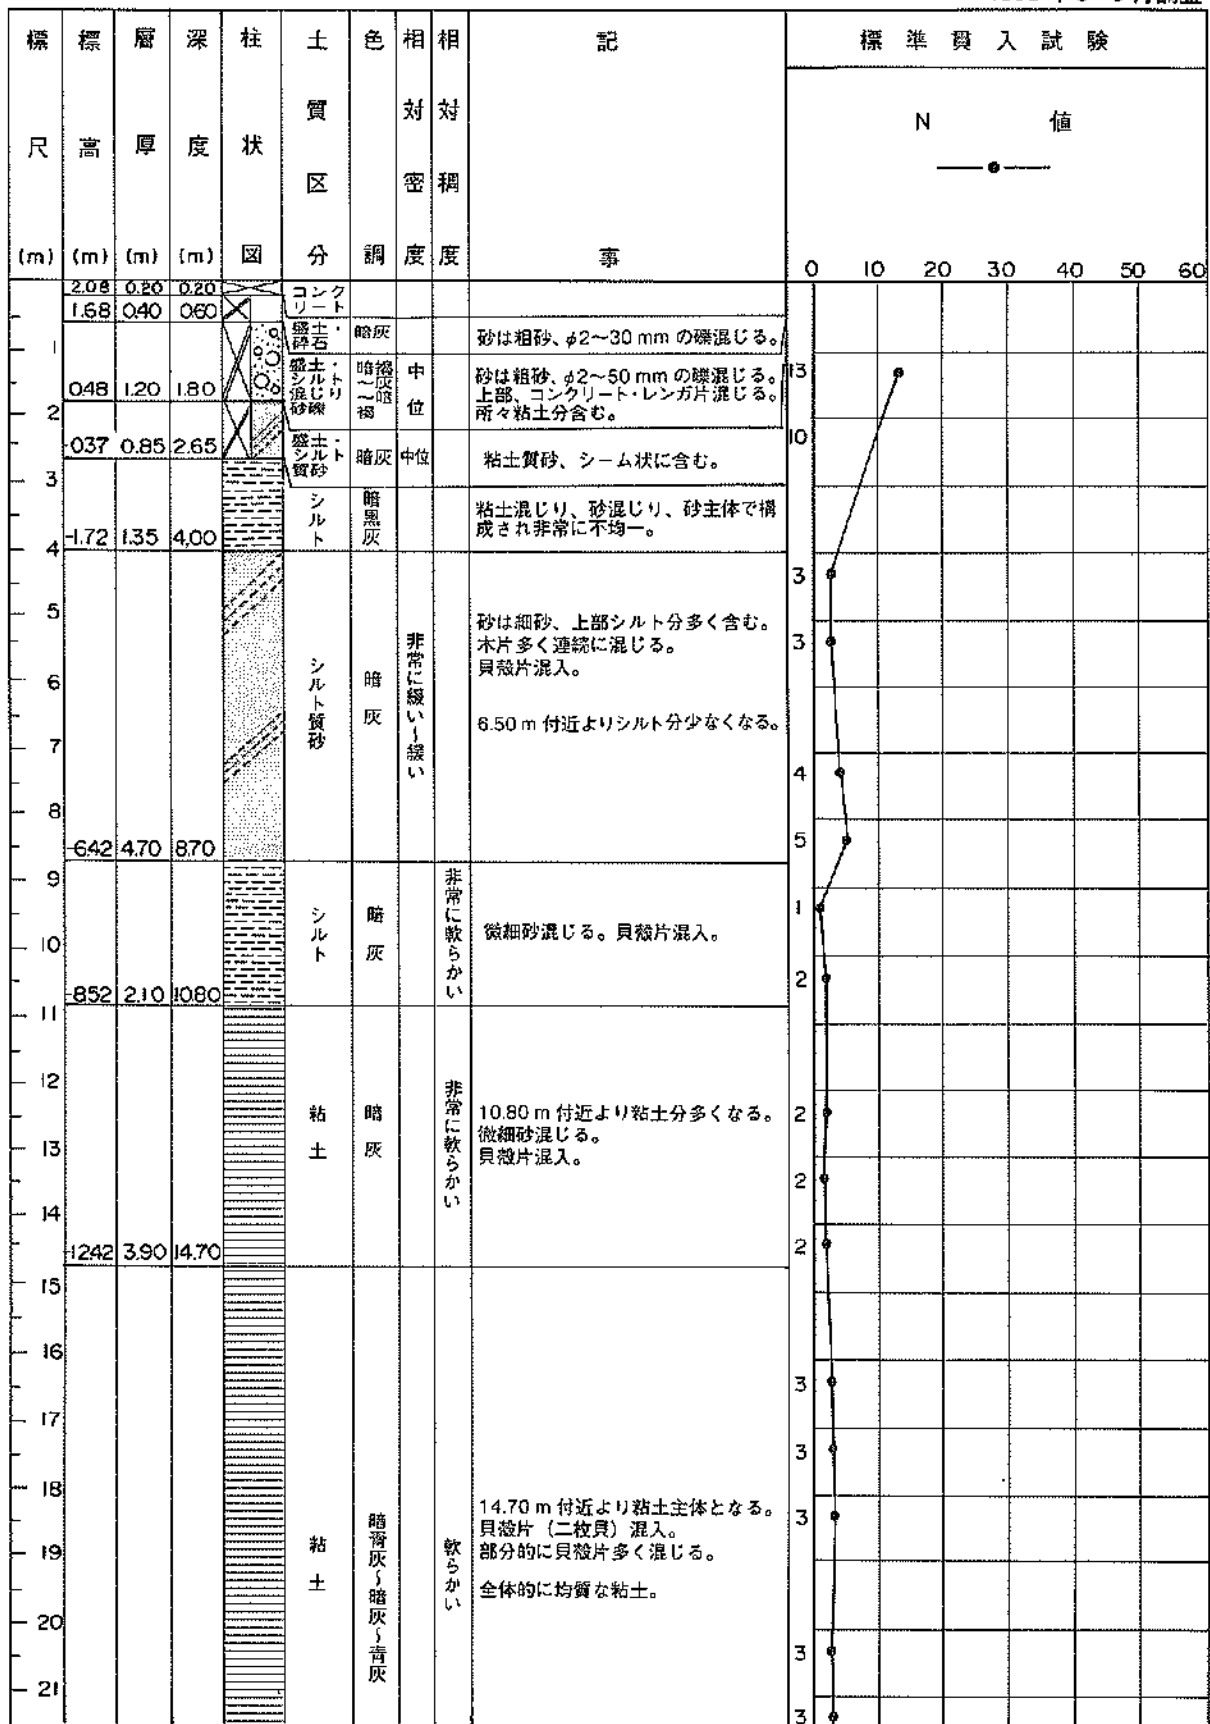 標尺(m)
標高(m)
層厚(m)
深度(m)
柱状図
土質区分
色調
相対密度
相対稠度
記事
標準貫入試験
N値
0 10 20 30 40 50 60
2.08 0.20 0.20
コンクリート
1.68 0.40 0.60
盛土・砕石
暗灰
砂は粗砂、φ2〜30 mm の礫混じる。
1
13
0.48 1.20 1.80
盛土・シルト混じり砂礫
暗褐灰〜暗褐
中位
砂は粗砂、φ2〜50 mm の礫混じる。
上部、コンクリート・レンガ片混じる。
所々粘土分含む。
2
10
-0.37 0.85 2.65
盛土・シルト質砂
暗灰
中位
粘土質砂、シーム状に含む。
3
-1.72 1.35 4.00
シルト
暗黒灰
粘土混じり、砂混じり、砂主体で構
成され非常に不均一。
4
3
5
3
6
7
4
8
5
-6.42 4.70 8.70
シルト質砂
暗灰
非常に緩い〜緩い
砂は細砂、上部シルト分多く含む。
木片多く連続に混じる。
貝殻片混入。
6.50 m 付近よりシルト分少なくなる。
9
1
10
2
-8.52 2.10 10.80
シルト
暗灰
非常に軟らかい
微細砂混じる。貝殻片混入。
11
12
2
13
2
14
2
-12.42 3.90 14.70
粘土
暗灰
非常に軟らかい
10.80 m 付近より粘土分多くなる。
微細砂混じる。
貝殻片混入。
15
16
3
17
3
18
3
19
20
3
21
3
粘土
暗青灰〜暗灰〜青灰
軟らかい
14.70 m 付近より粘土主体となる。
貝殻片（二枚貝）混入。
部分的に貝殻片多く混じる。
全体的に均質な粘土。